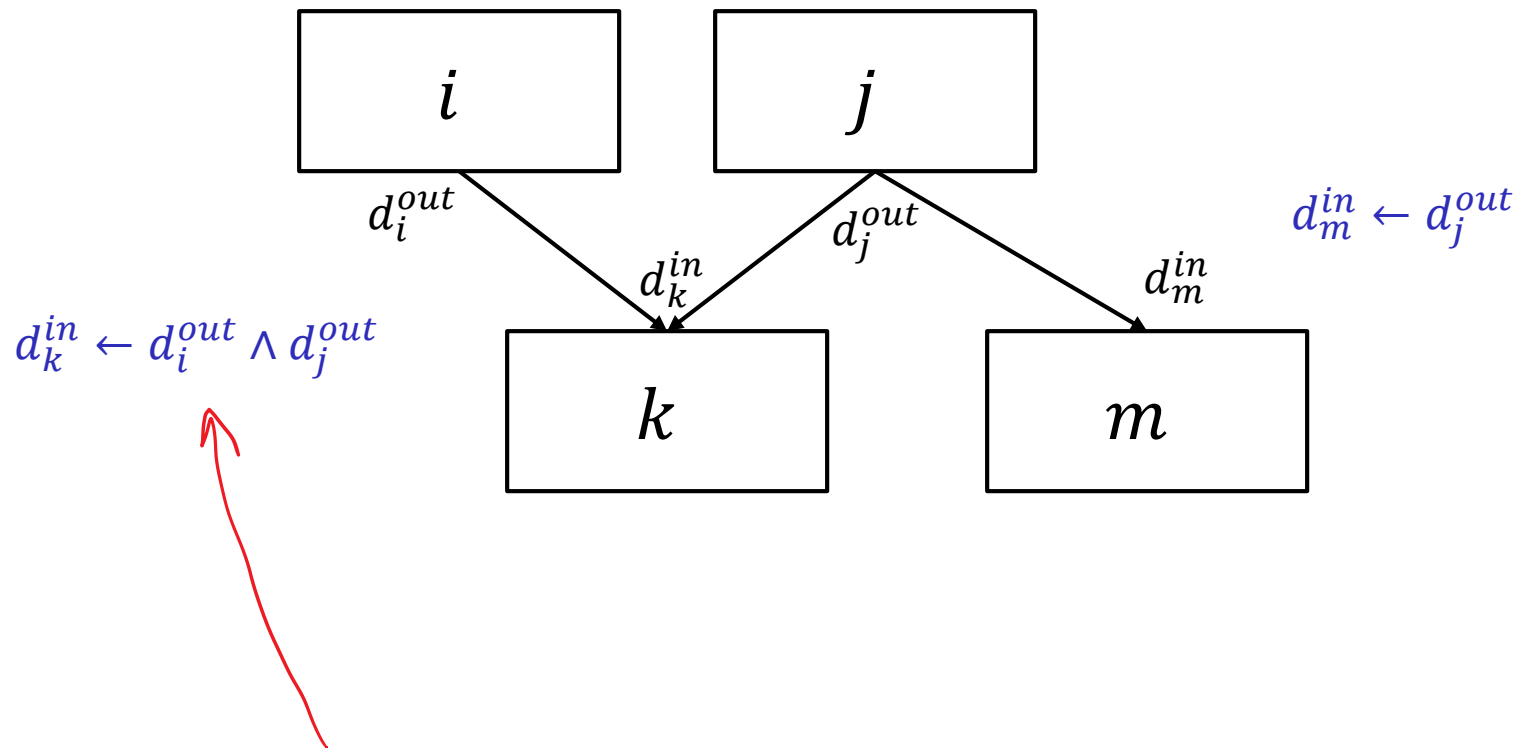 i j
d_i^{out} d_j^{out} d_m^{in} ← d_j^{out}
d_k^{in} d_m^{in}
d_k^{in} ← d_i^{out} ∧ d_j^{out}
k m